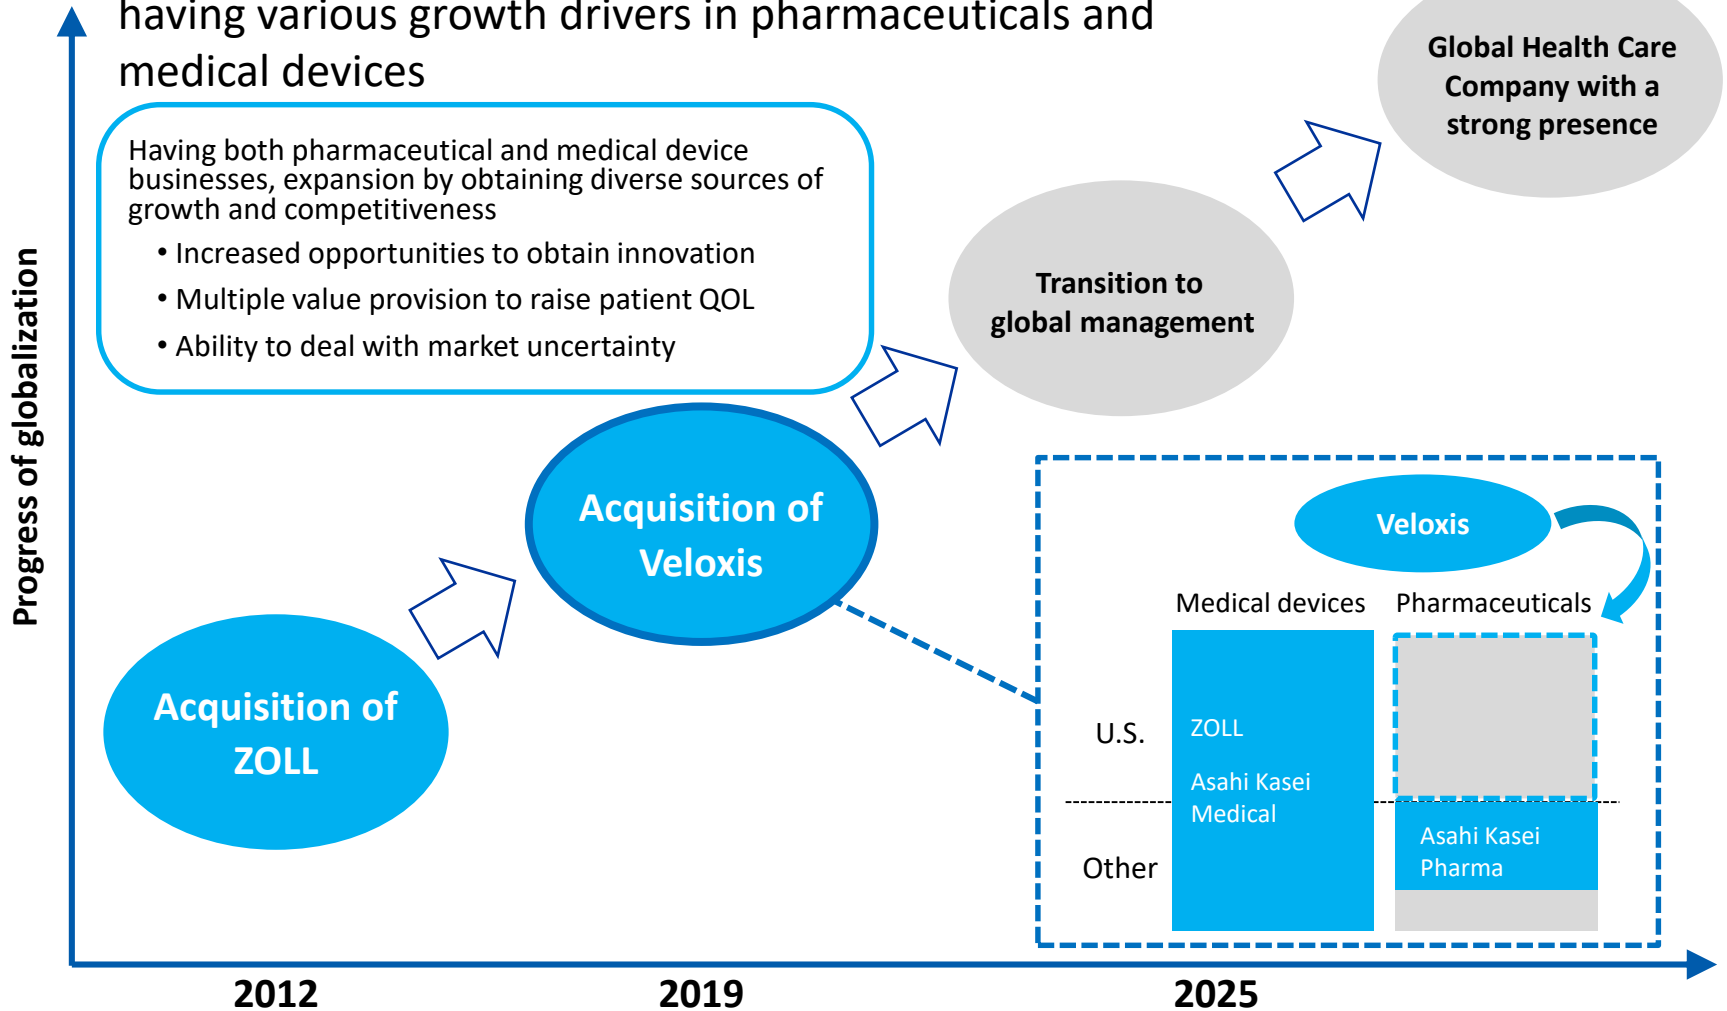 having various growth drivers in pharmaceuticals and
medical devices
Global Health Care
Company with a
strong presence
Having both pharmaceutical and medical device
businesses, expansion by obtaining diverse sources of
growth and competitiveness
• Increased opportunities to obtain innovation
• Multiple value provision to raise patient QOL
• Ability to deal with market uncertainty
Transition to
global management
Progress of globalization
Acquisition of
Veloxis
Acquisition of
ZOLL
Veloxis
Medical devices
Pharmaceuticals
U.S.
ZOLL
Asahi Kasei
Medical
Other
Asahi Kasei
Pharma
2012
2019
2025